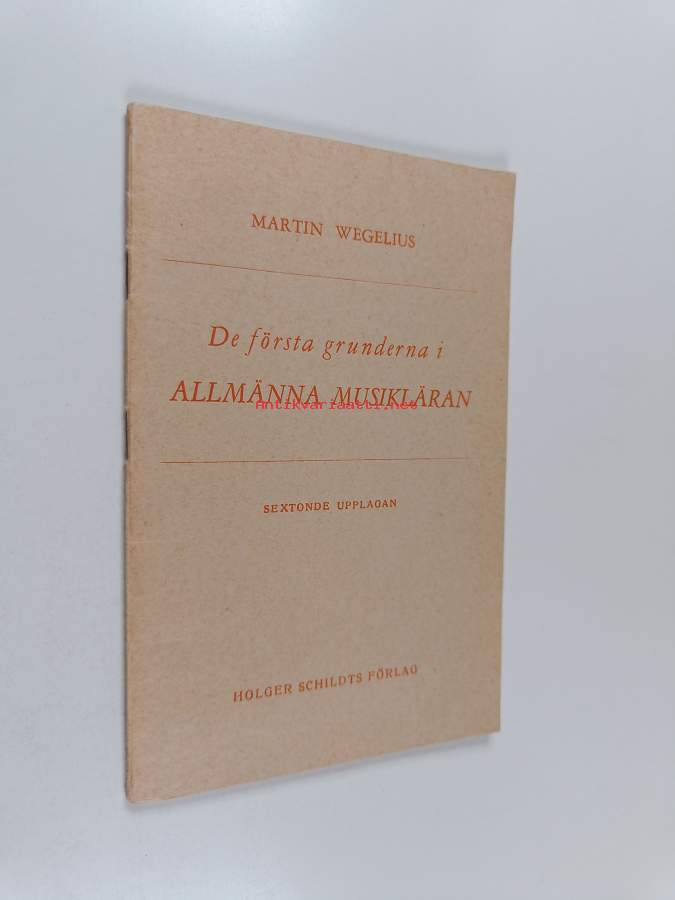 MARTIN WEGELIUS
De första grunderna i
ALLMÄNNA MUSIKLÄRAN
Antikvariaatti.net
SEXTONDE UPPLAGAN
HOLGER SCHILDTS FÖRLAG